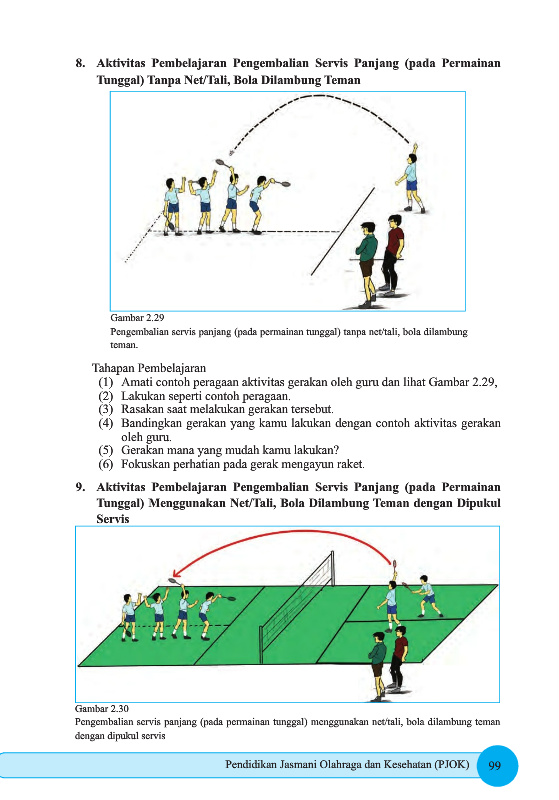 8. Aktivitas Pembelajaran Pengembalian Servis Panjang (pada Permainan
Tunggal) Tanpa Net/Tali, Bola Dilambung Teman
Gambar 2.29
Pengembalian servis panjang (pada permainan tunggal) tanpa net/tali, bola dilambung
teman.
Tahapan Pembelajaran
(1) Amati contoh peragaan aktivitas gerakan oleh guru dan lihat Gambar 2.29,
(2) Lakukan seperti contoh peragaan.
(3) Rasakan saat melakukan gerakan tersebut.
(4) Bandingkan gerakan yang kamu lakukan dengan contoh aktivitas gerakan
oleh guru.
(5) Gerakan mana yang mudah kamu lakukan?
(6) Fokuskan perhatian pada gerak mengayun raket.
9. Aktivitas Pembelajaran Pengembalian Servis Panjang (pada Permainan
Tunggal) Menggunakan Net/Tali, Bola Dilambung Teman dengan Dipukul
Servis
Gambar 2.30
Pengembalian servis panjang (pada permainan tunggal) menggunakan net/tali, bola dilambung teman
dengan dipukul servis
Pendidikan Jasmani Olahraga dan Kesehatan (PJOK) 99